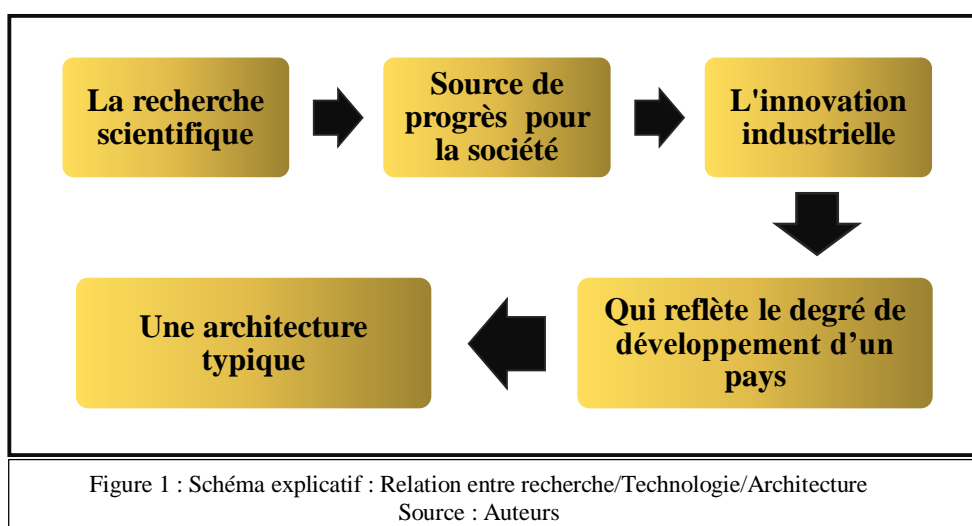 La recherche
scientifique
Source de
progrès pour
la société
L'innovation
industrielle
Qui reflète le degré de
développement d’un
pays
Une architecture
typique
Figure 1 : Schéma explicatif : Relation entre recherche/Technologie/Architecture
Source : Auteurs